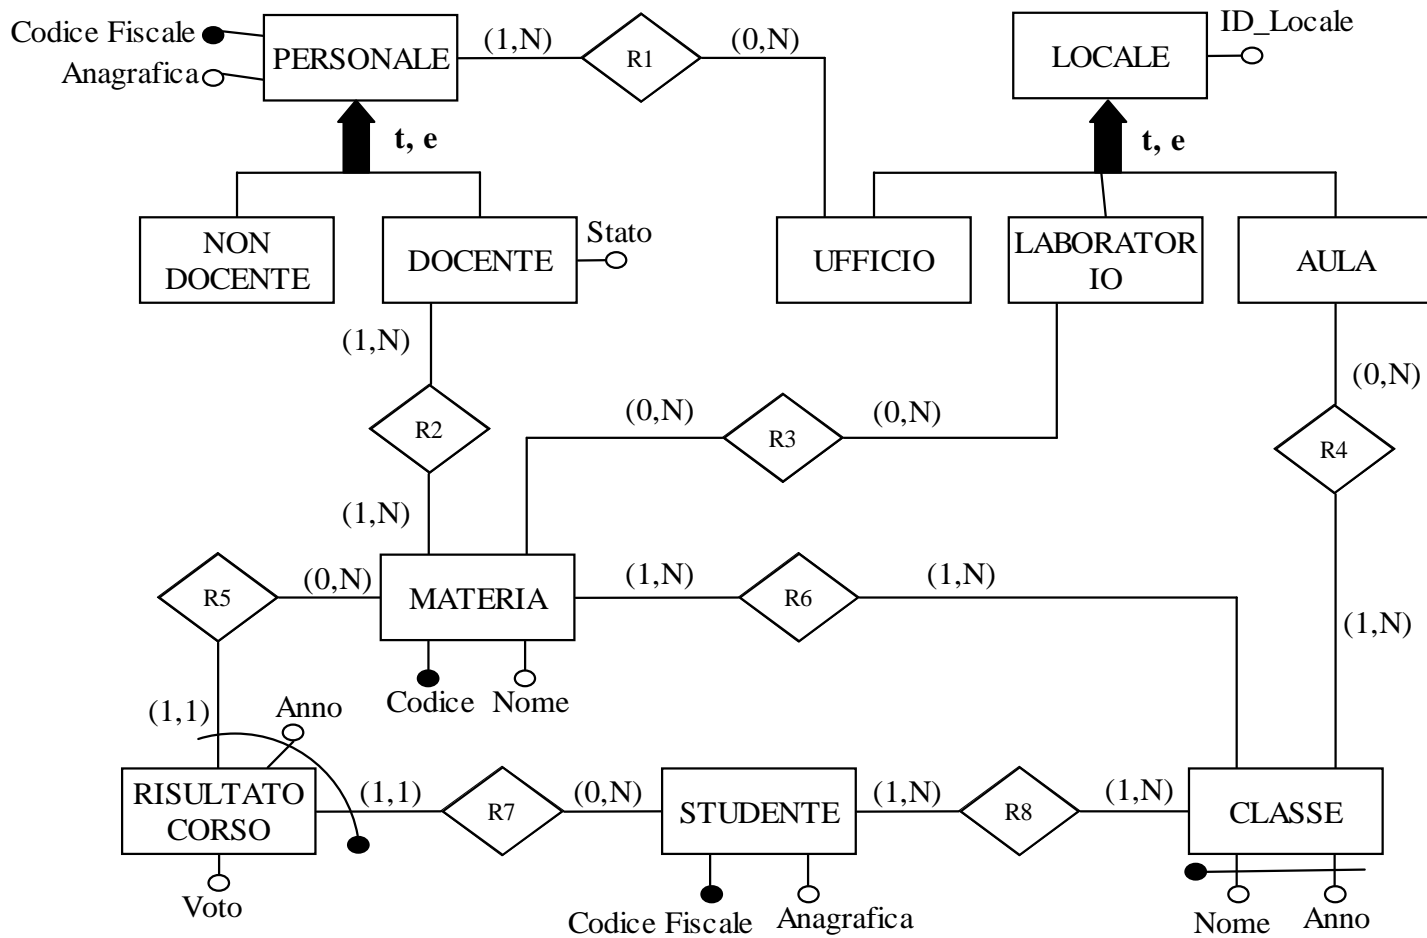 Codice Fiscale
Anagrafica
PERSONALE
(1,N)
R1
(0,N)
LOCALE
ID_Locale
t, e
t, e
NON
DOCENTE
DOCENTE
Stato
UFFICIO
LABORATOR
IO
AULA
(1,N)
R2
(1,N)
(0,N)
R3
(0,N)
(0,N)
R4
(1,N)
R5
(0,N)
MATERIA
(1,N)
R6
(1,N)
Codice
Nome
(1,1)
Anno
RISULTATO
CORSO
(1,1)
R7
(0,N)
STUDENTE
(1,N)
R8
(1,N)
CLASSE
Voto
Codice Fiscale
Anagrafica
Nome
Anno